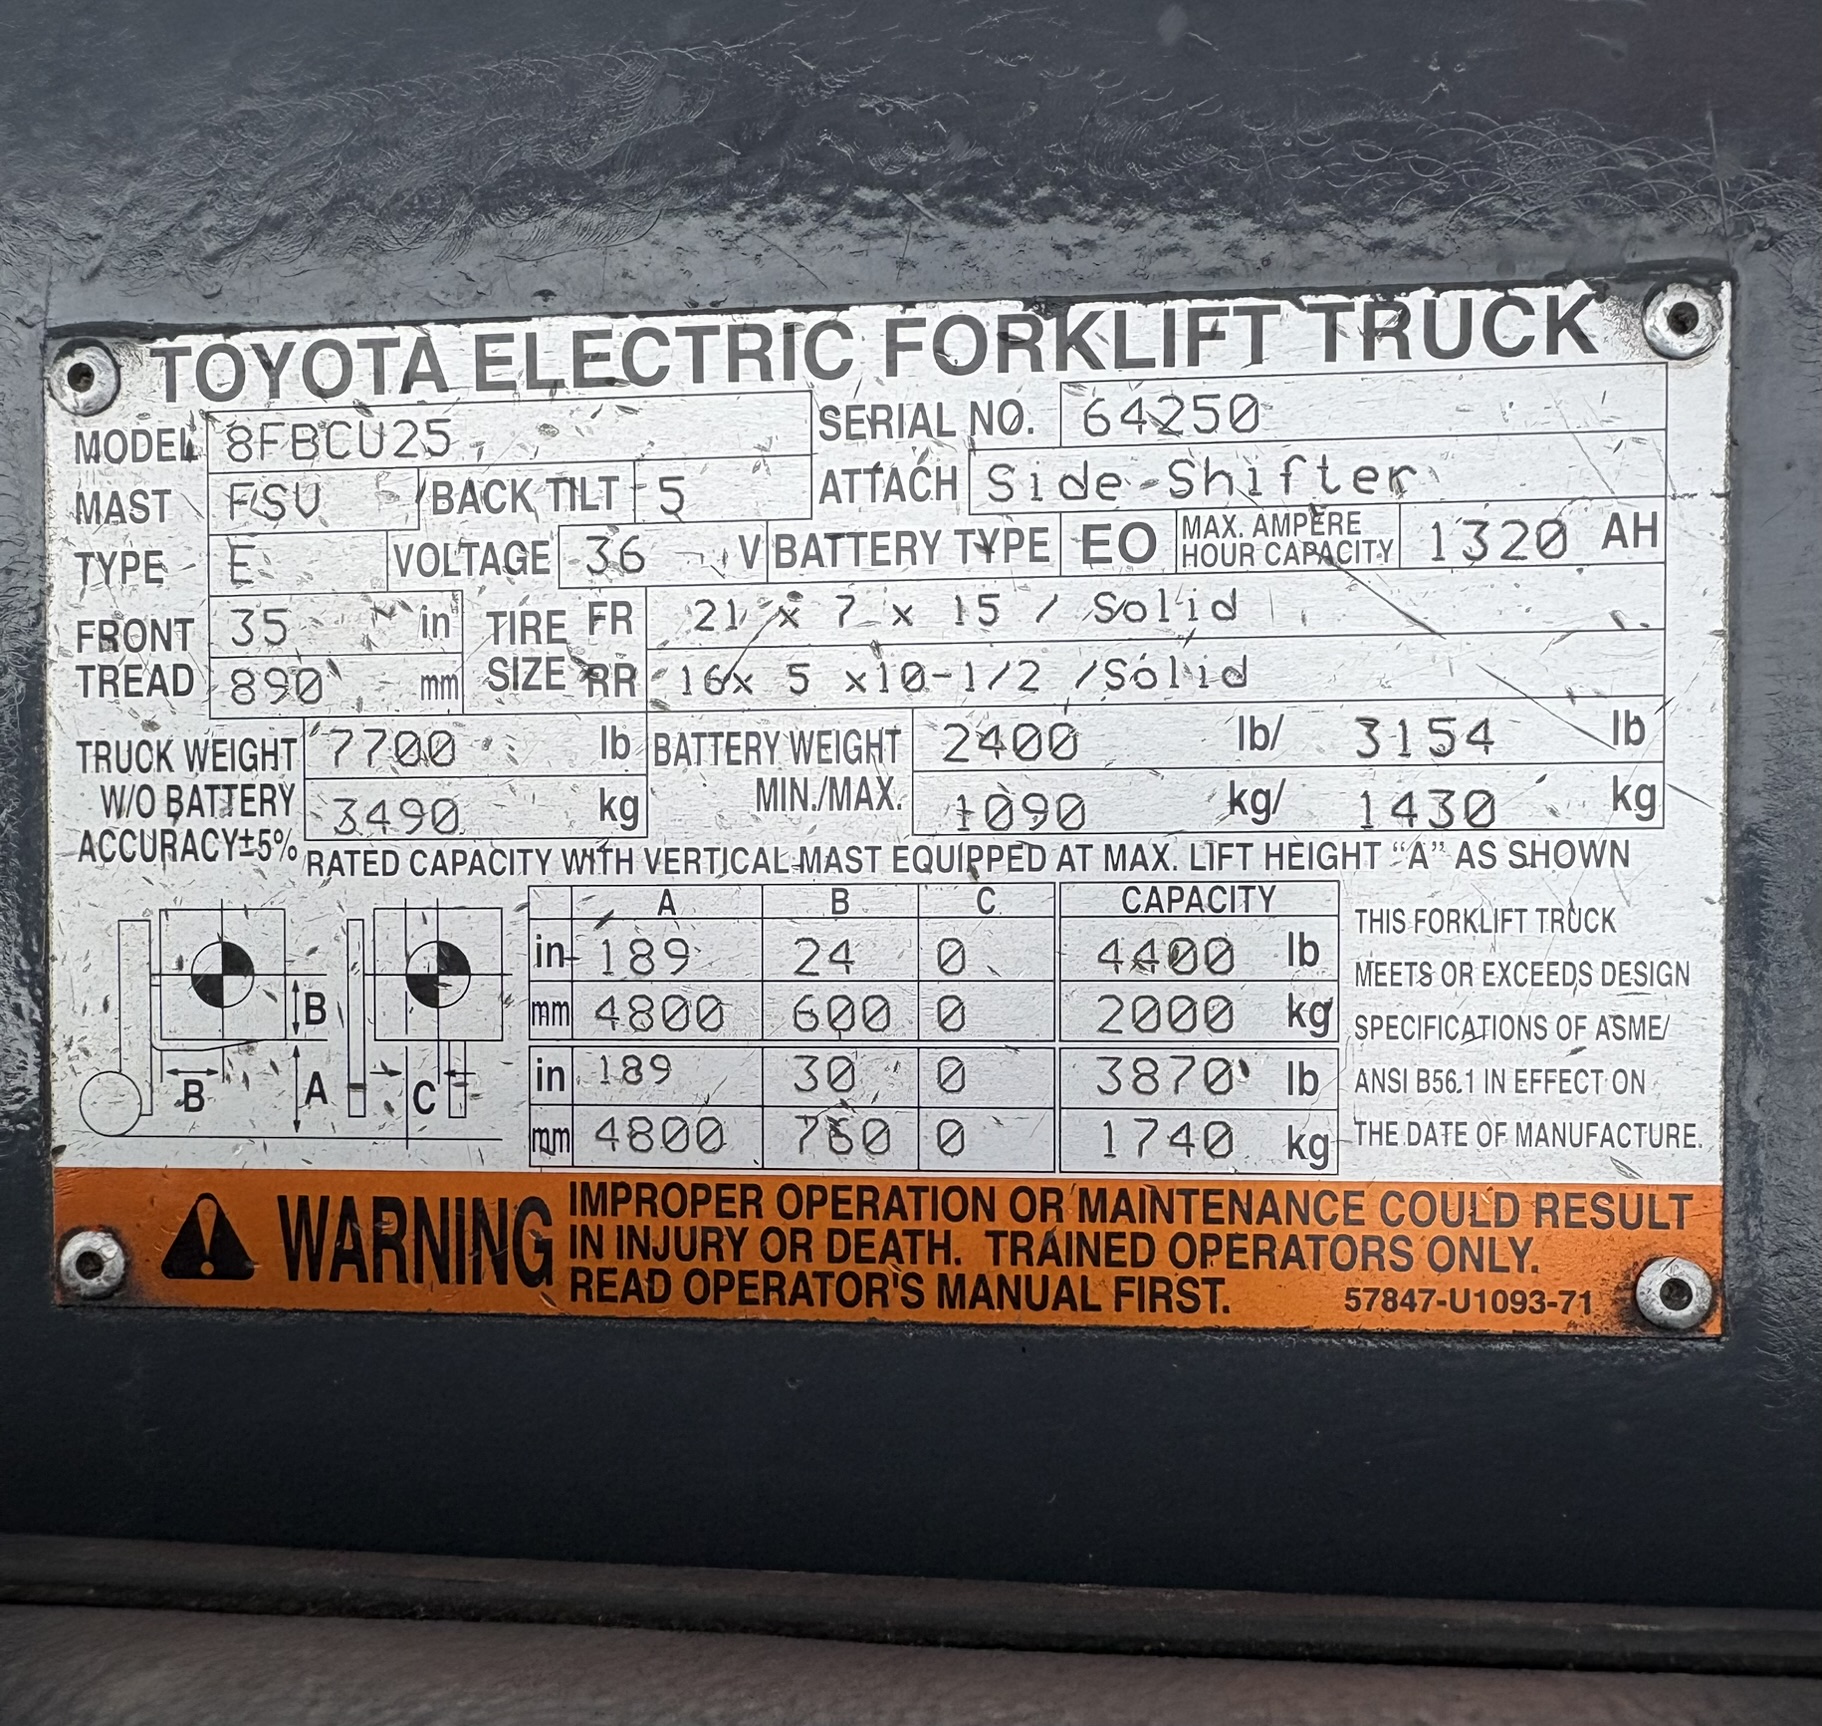 TOYOTA ELECTRIC FORKLIFT TRUCK
MODEL 8FBCU25 SERIAL NO. 64250
MAST FSV BACK TILT 5 ATTACH Side-Shifter
TYPE E VOLTAGE 36 V BATTERY TYPE EO MAX. AMPERE HOUR CAPACITY 1320 AH
FRONT TREAD 35 in TIRE SIZE FR 21 x 7 x 15 / Solid
890 mm RR 16x 5 x10-1/2 /Solid
TRUCK WEIGHT 7700 lb BATTERY WEIGHT 2400 lb/ 3154 lb
W/O BATTERY 3490 kg MIN./MAX. 1090 kg/ 1430 kg
ACCURACY±5%
RATED CAPACITY WITH VERTICAL MAST EQUIPPED AT MAX. LIFT HEIGHT "A" AS SHOWN
A B C CAPACITY
in 189 24 0 4400 lb
mm 4800 600 0 2000 kg
in 189 30 0 3870 lb
mm 4800 760 0 1740 kg
B
B
A
C
THIS FORKLIFT TRUCK
MEETS OR EXCEEDS DESIGN
SPECIFICATIONS OF ASME/
ANSI B56.1 IN EFFECT ON
THE DATE OF MANUFACTURE.
WARNING
IMPROPER OPERATION OR MAINTENANCE COULD RESULT
IN INJURY OR DEATH. TRAINED OPERATORS ONLY.
READ OPERATOR'S MANUAL FIRST. 57847-U1093-71